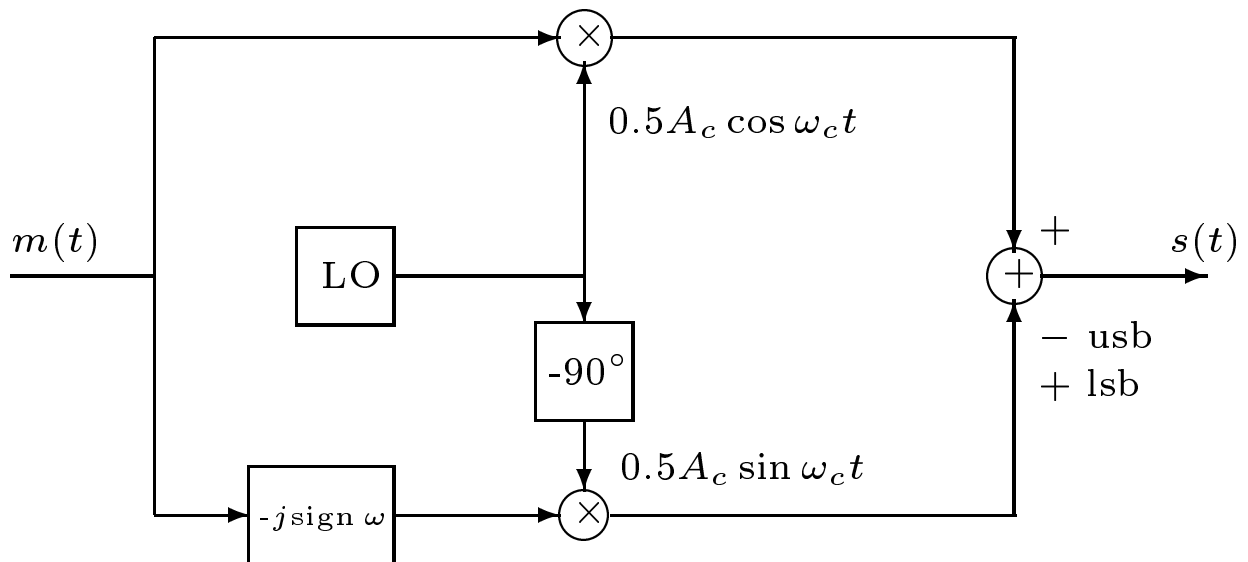 ×
0.5A_c cos ω_c t
m(t)
LO
+
+
s(t)
-90°
− usb
+ lsb
0.5A_c sin ω_c t
-jsign ω
×